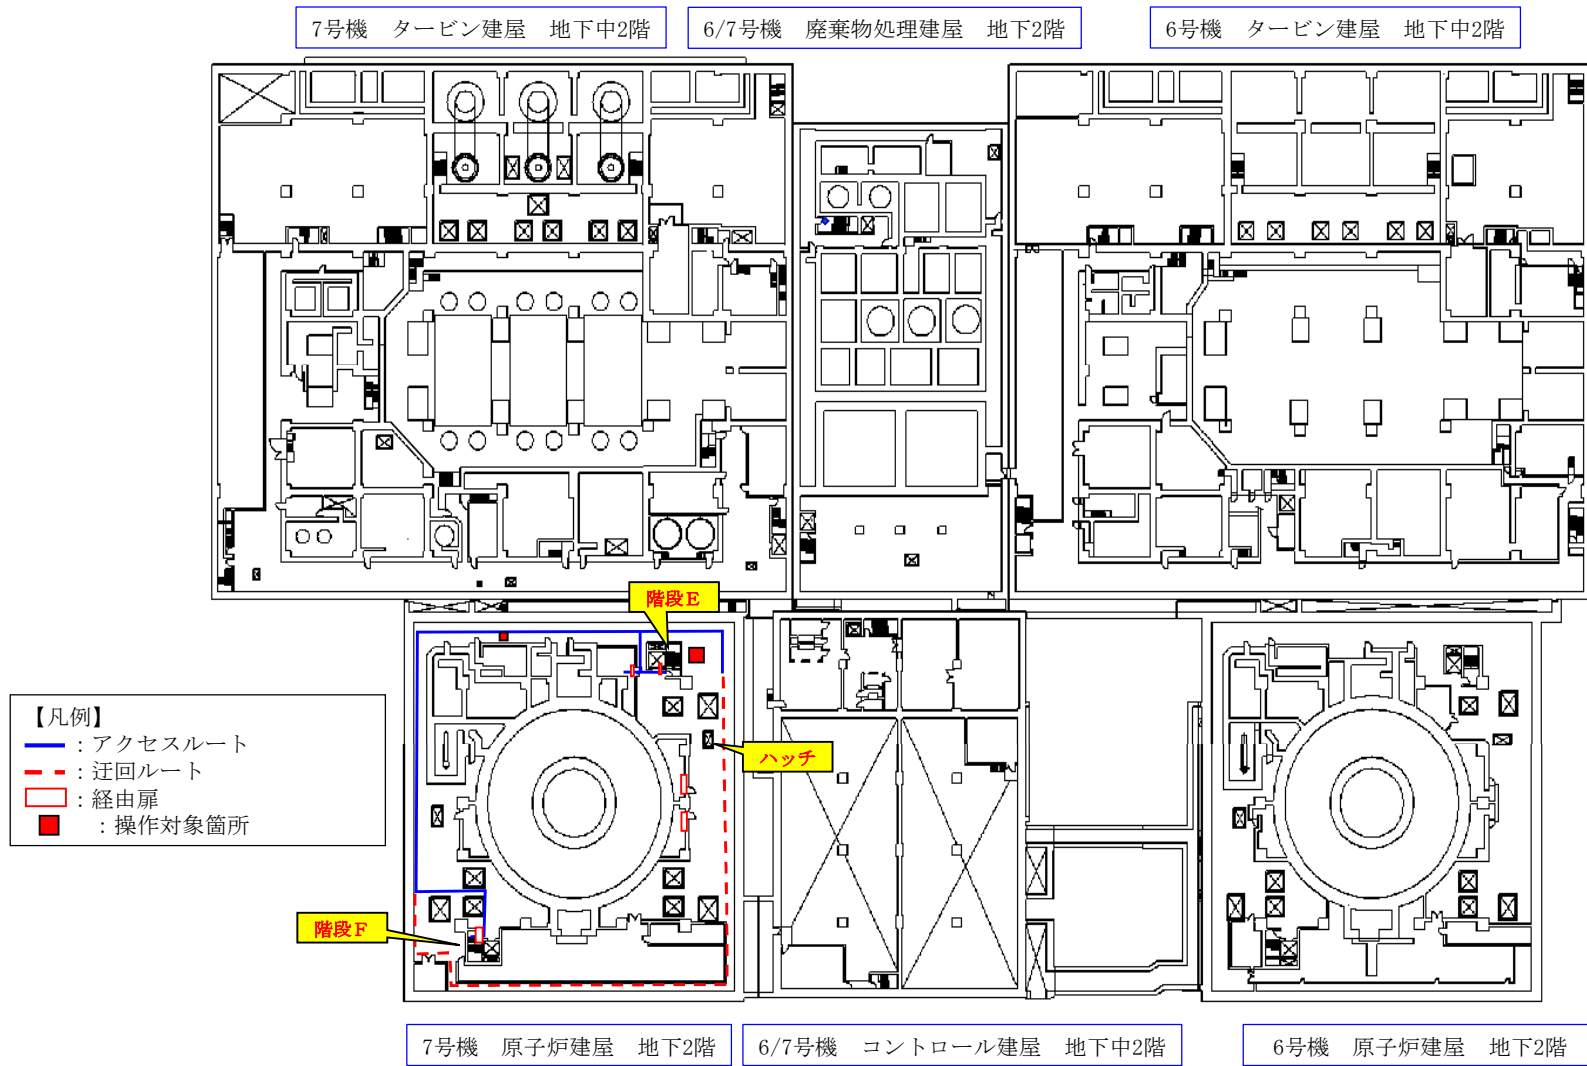 7号機　タービン建屋　地下中2階
6/7号機　廃棄物処理建屋　地下2階
6号機　タービン建屋　地下中2階
階段E
【凡例】
：アクセスルート
：迂回ルート
：経由扉
：操作対象箇所
ハッチ
階段F
7号機　原子炉建屋　地下2階
6/7号機　コントロール建屋　地下中2階
6号機　原子炉建屋　地下2階